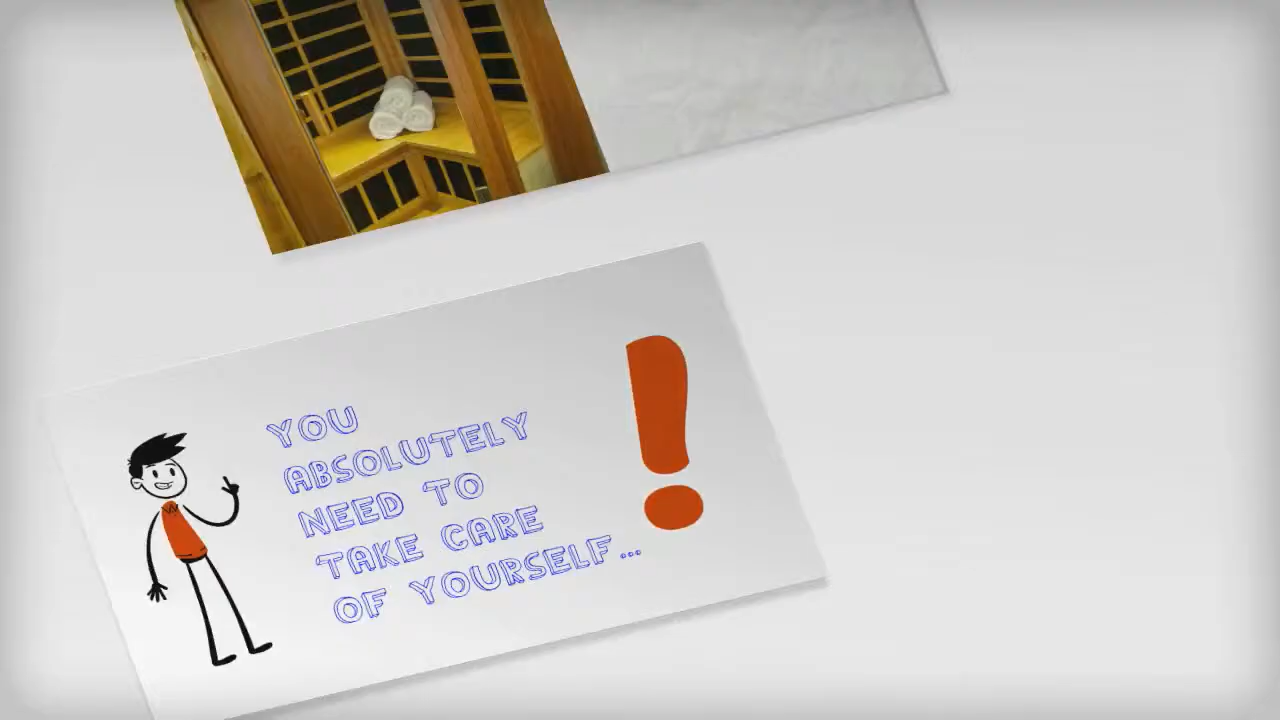 YOU
ABSOLUTELY
NEED TO
TAKE CARE
OF YOURSELF...
!